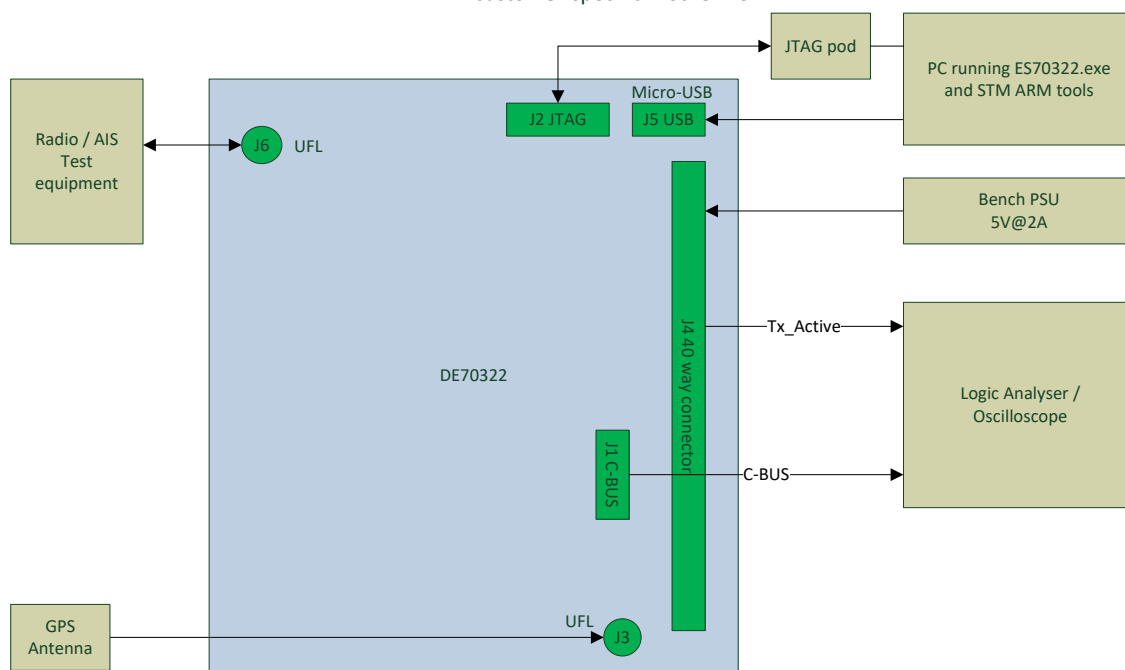 JTAG pod
PC running ES70322.exe
and STM ARM tools
Micro-USB
J2 JTAG
J5 USB
Radio / AIS
Test
equipment
J6
UFL
Bench PSU
5V@2A
J4 40 way connector
Tx_Active
DE70322
Logic Analyser /
Oscilloscope
J1 C-BUS
C-BUS
GPS
Antenna
UFL
J3